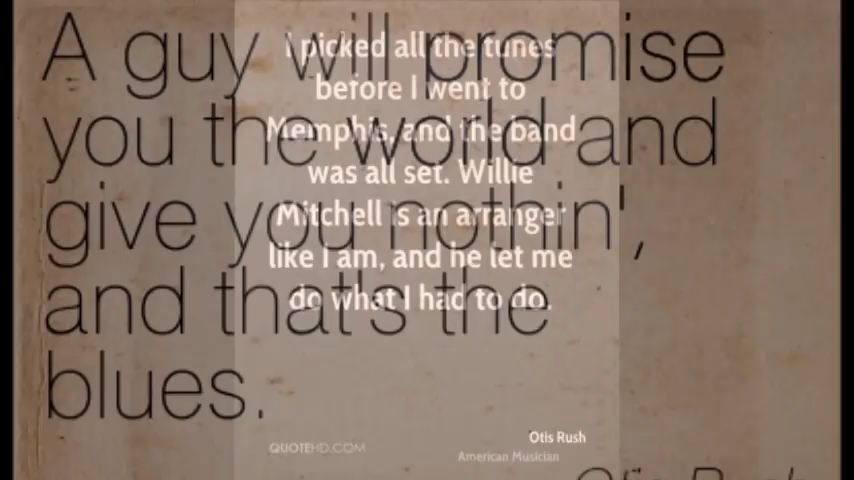 A guy will promise
you the world and
give you nothin',
and that's the
blues.
Otis Rush
I picked all the tunes
before I went to
Memphis, and the band
was all set. Willie
Mitchell is an arranger
like I am, and he let me
do what I had to do.
Otis Rush
American Musician
QUOTEHD.COM